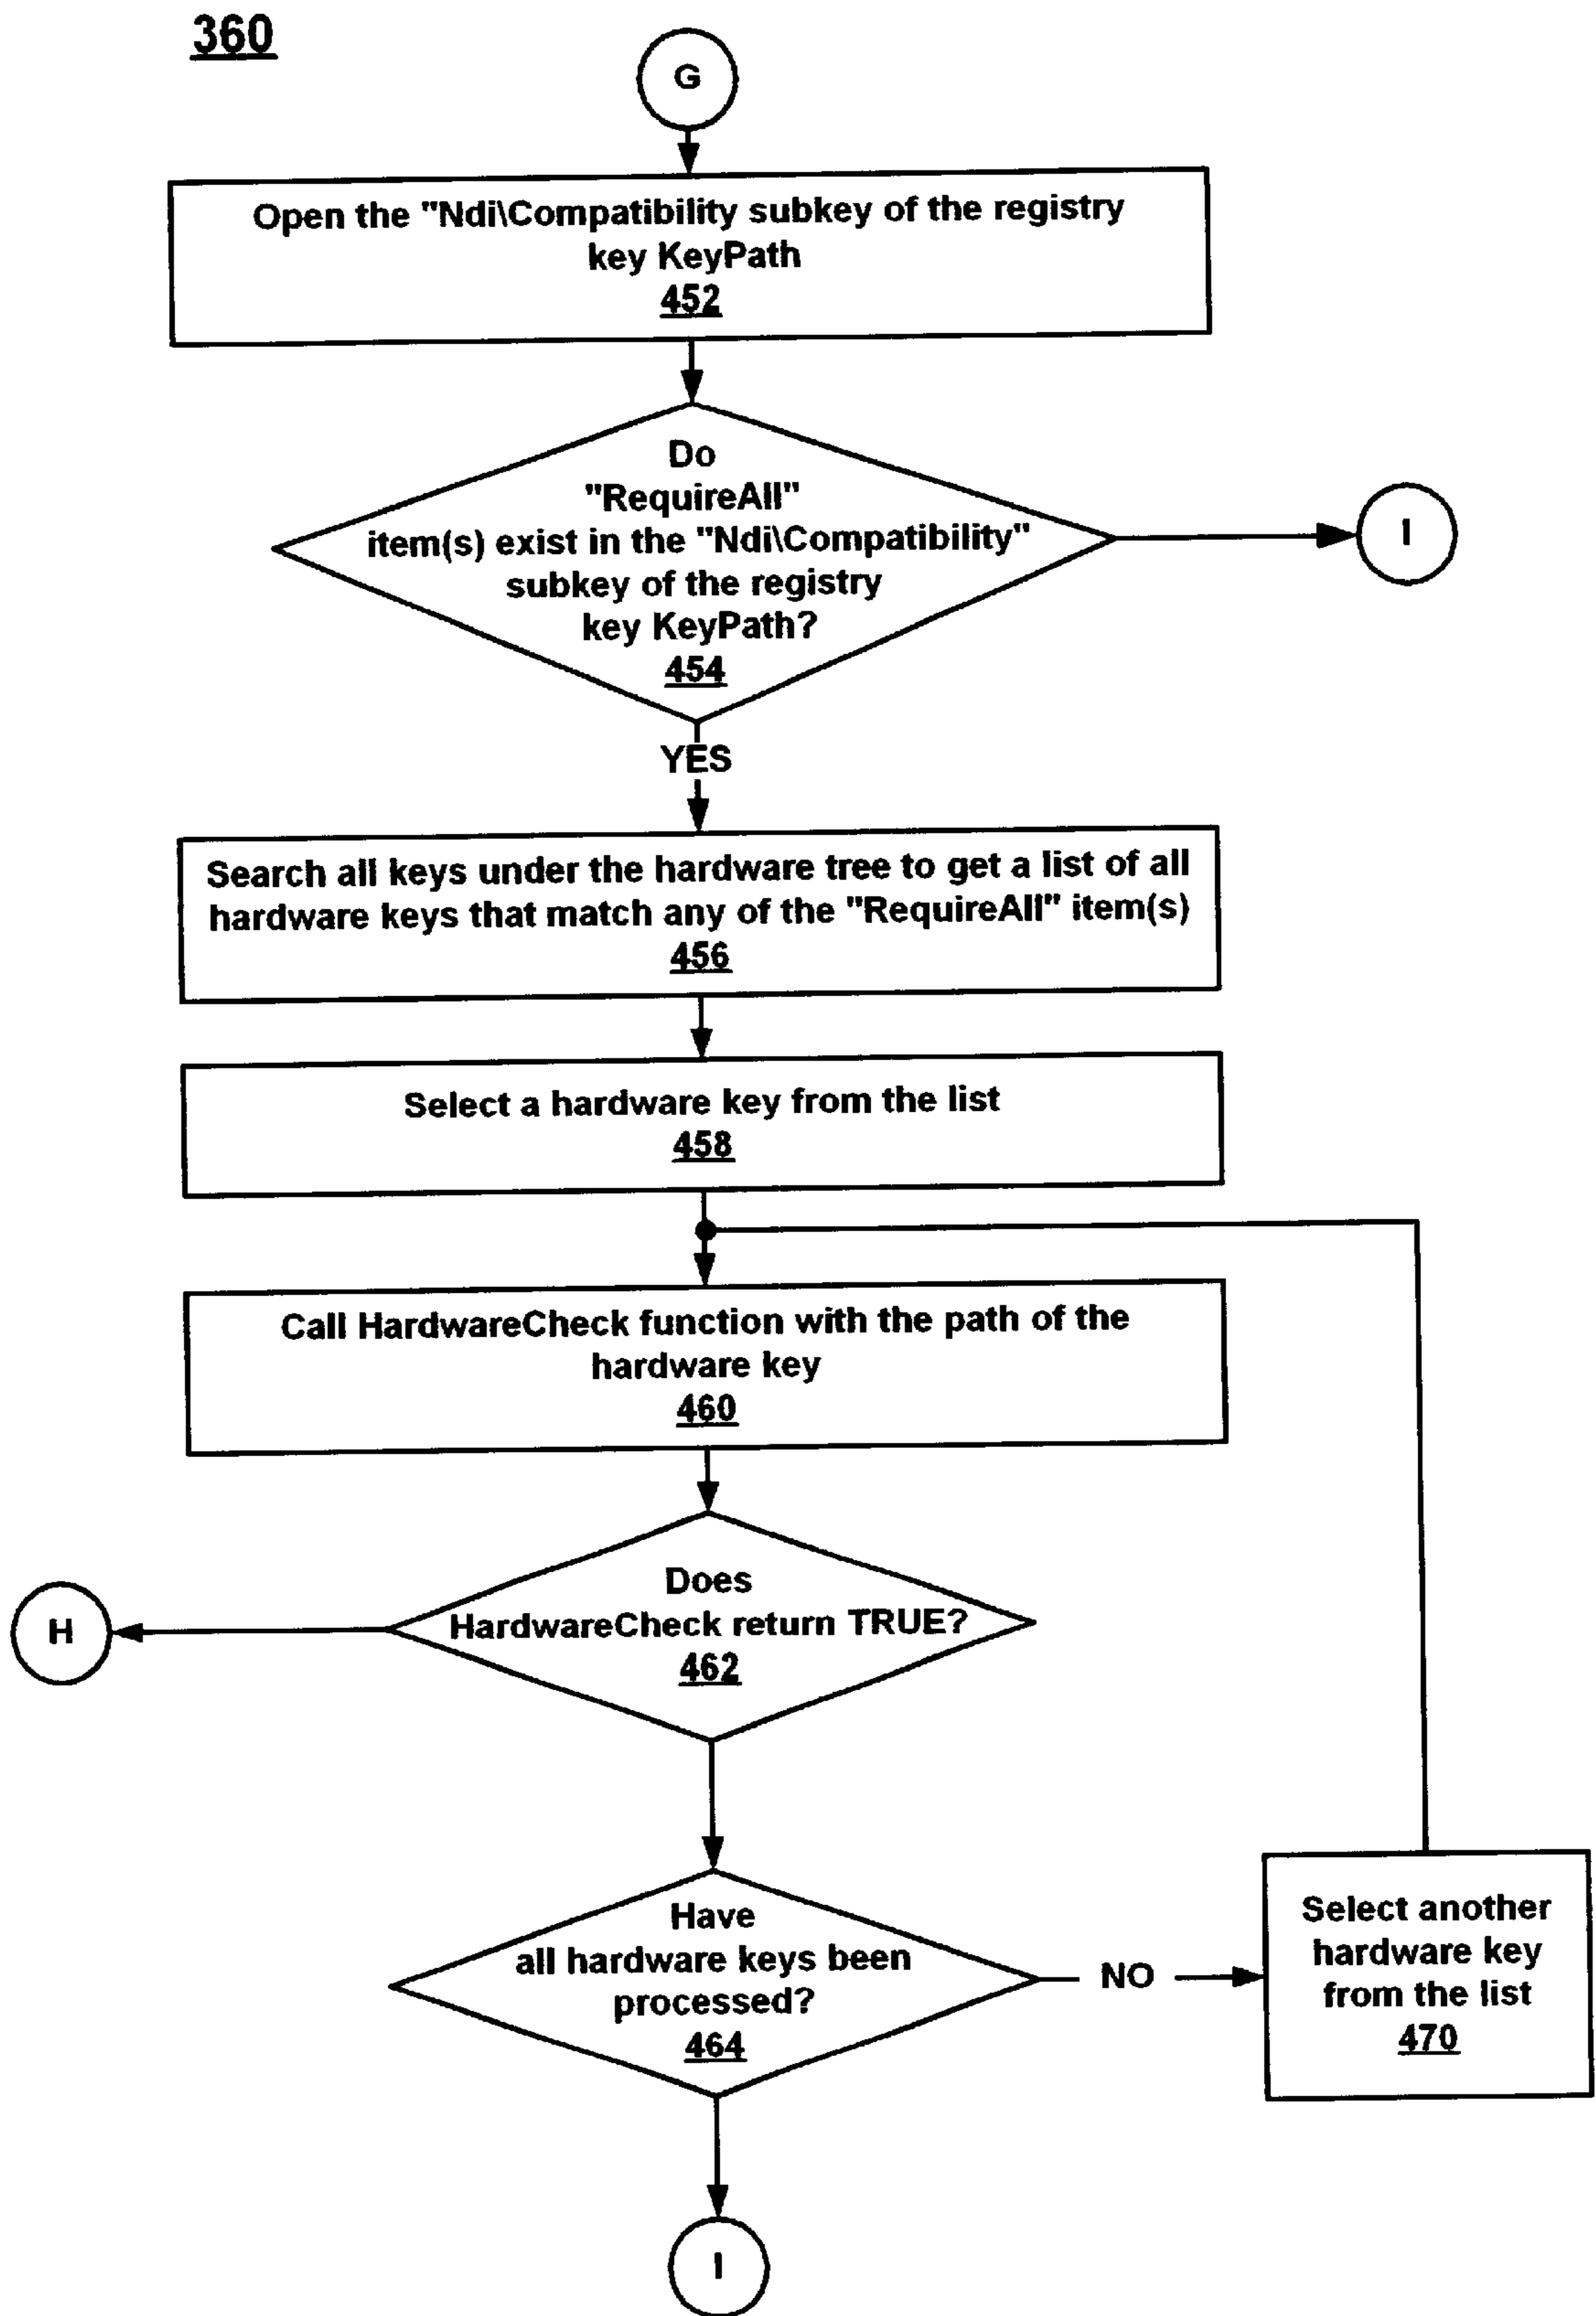 360
G
Open the "Ndi\Compatibility subkey of the registry
key KeyPath
452
Do
"RequireAll"
item(s) exist in the "Ndi\Compatibility"
subkey of the registry
key KeyPath?
454
I
YES
Search all keys under the hardware tree to get a list of all
hardware keys that match any of the "RequireAll" item(s)
456
Select a hardware key from the list
458
Call HardwareCheck function with the path of the
hardware key
460
Does
HardwareCheck return TRUE?
462
H
Have
all hardware keys been
processed?
464
NO
Select another
hardware key
from the list
470
I